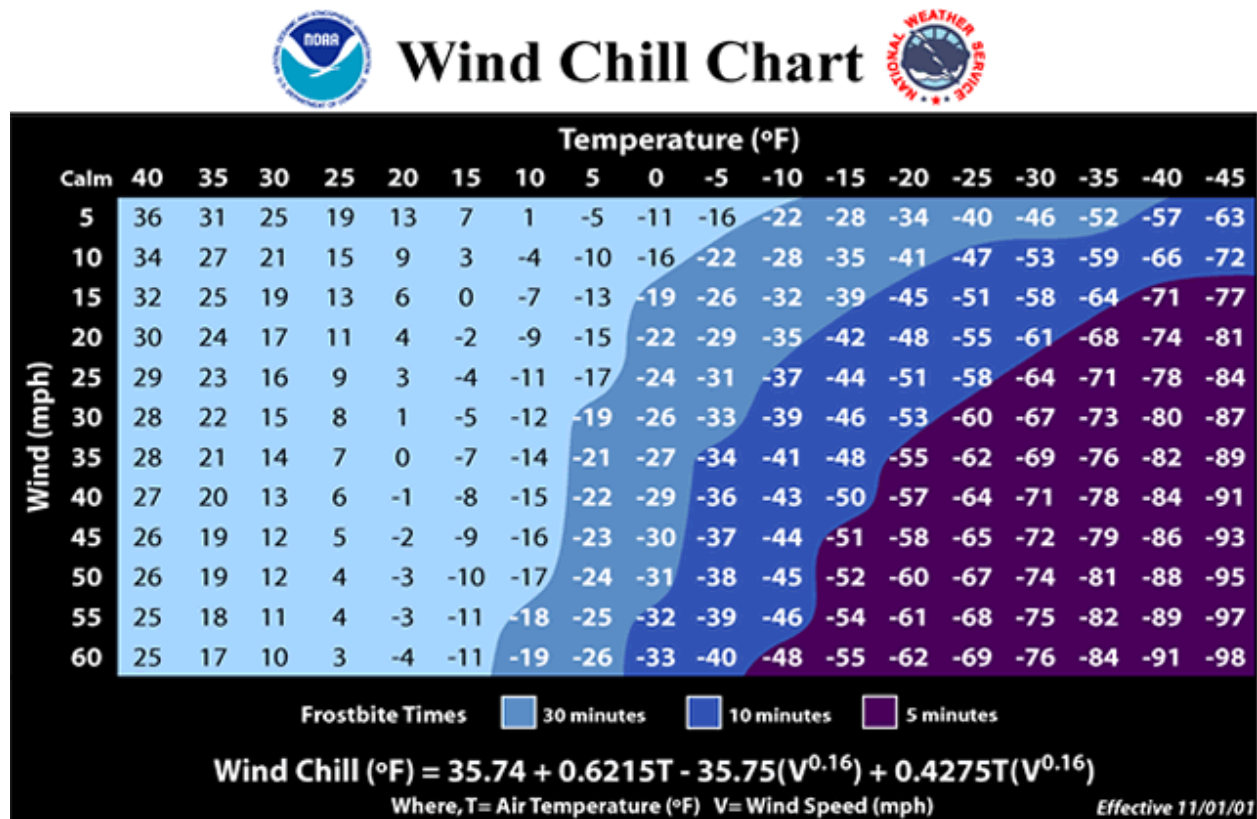 NOAA
NATIONAL OCEANIC AND ATMOSPHERIC ADMINISTRATION
U.S. DEPARTMENT OF COMMERCE
Wind Chill Chart
NATIONAL WEATHER SERVICE
Temperature (ºF)
Calm 40 35 30 25 20 15 10 5 0 -5 -10 -15 -20 -25 -30 -35 -40 -45
Wind (mph)
5 36 31 25 19 13 7 1 -5 -11 -16 -22 -28 -34 -40 -46 -52 -57 -63
10 34 27 21 15 9 3 -4 -10 -16 -22 -28 -35 -41 -47 -53 -59 -66 -72
15 32 25 19 13 6 0 -7 -13 -19 -26 -32 -39 -45 -51 -58 -64 -71 -77
20 30 24 17 11 4 -2 -9 -15 -22 -29 -35 -42 -48 -55 -61 -68 -74 -81
25 29 23 16 9 3 -4 -11 -17 -24 -31 -37 -44 -51 -58 -64 -71 -78 -84
30 28 22 15 8 1 -5 -12 -19 -26 -33 -39 -46 -53 -60 -67 -73 -80 -87
35 28 21 14 7 0 -7 -14 -21 -27 -34 -41 -48 -55 -62 -69 -76 -82 -89
40 27 20 13 6 -1 -8 -15 -22 -29 -36 -43 -50 -57 -64 -71 -78 -84 -91
45 26 19 12 5 -2 -9 -16 -23 -30 -37 -44 -51 -58 -65 -72 -79 -86 -93
50 26 19 12 4 -3 -10 -17 -24 -31 -38 -45 -52 -60 -67 -74 -81 -88 -95
55 25 18 11 4 -3 -11 -18 -25 -32 -39 -46 -54 -61 -68 -75 -82 -89 -97
60 25 17 10 3 -4 -11 -19 -26 -33 -40 -48 -55 -62 -69 -76 -84 -91 -98
Frostbite Times 30 minutes 10 minutes 5 minutes
Wind Chill (ºF) = 35.74 + 0.6215T - 35.75(V^0.16) + 0.4275T(V^0.16)
Where, T= Air Temperature (ºF) V= Wind Speed (mph)
Effective 11/01/01